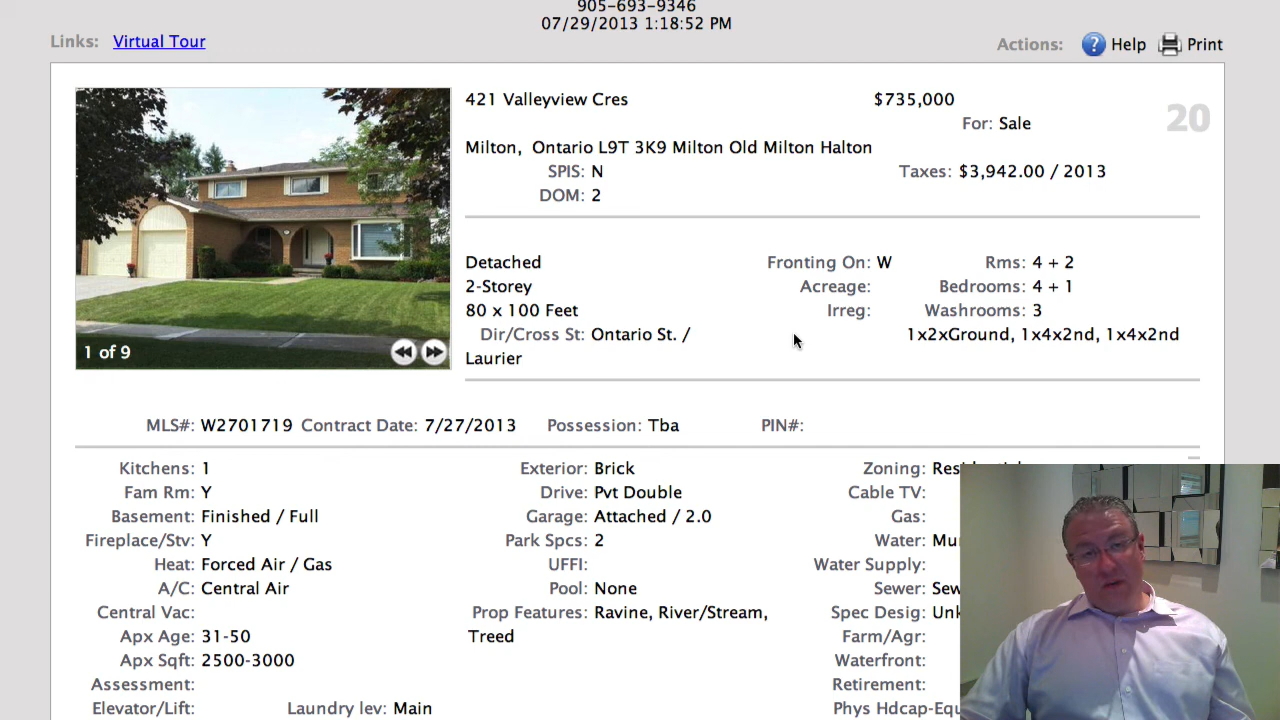 905-693-9346
07/29/2013 1:18:52 PM
Links: Virtual Tour
Actions: Help Print
421 Valleyview Cres $735,000
For: Sale
20
Milton, Ontario L9T 3K9 Milton Old Milton Halton
SPIS: N Taxes: $3,942.00 / 2013
DOM: 2
Detached Fronting On: W Rms: 4 + 2
2-Storey Acreage: Bedrooms: 4 + 1
80 x 100 Feet Irreg: Washrooms: 3
Dir/Cross St: Ontario St. / 1x2xGround, 1x4x2nd, 1x4x2nd
Laurier
1 of 9
MLS#: W2701719 Contract Date: 7/27/2013 Possession: Tba PIN#:
Kitchens: 1 Exterior: Brick Zoning:
Fam Rm: Y Drive: Pvt Double Cable TV:
Basement: Finished / Full Garage: Attached / 2.0 Gas:
Fireplace/Stv: Y Park Spcs: 2 Water:
Heat: Forced Air / Gas UFFI: Water Supply:
A/C: Central Air Pool: None Sewer:
Central Vac: Prop Features: Ravine, River/Stream, Spec Desig:
Apx Age: 31-50 Treed Farm/Agr:
Apx Sqft: 2500-3000 Waterfront:
Assessment: Retirement:
Elevator/Lift: Laundry lev: Main Phys